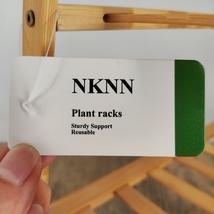 NKNN
Plant racks
Sturdy Support
Reusable